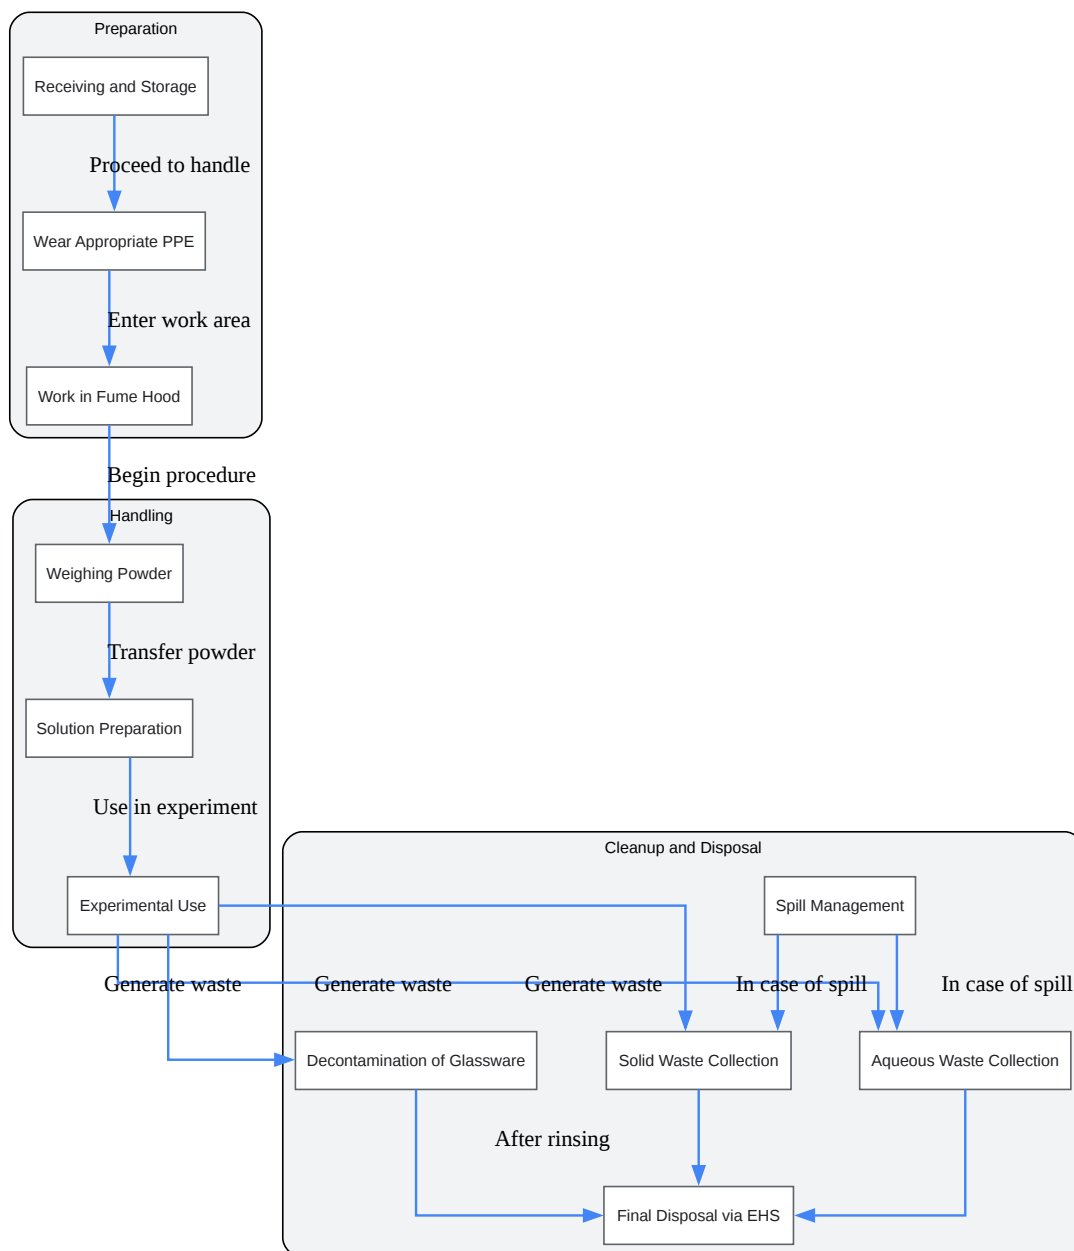 Preparation
Receiving and Storage
Proceed to handle
Wear Appropriate PPE
Enter work area
Work in Fume Hood
Begin procedure
Handling
Weighing Powder
Transfer powder
Solution Preparation
Use in experiment
Cleanup and Disposal
Experimental Use
Spill Management
Generate waste
Generate waste
Generate waste
In case of spill
In case of spill
Decontamination of Glassware
Solid Waste Collection
Aqueous Waste Collection
After rinsing
Final Disposal via EHS